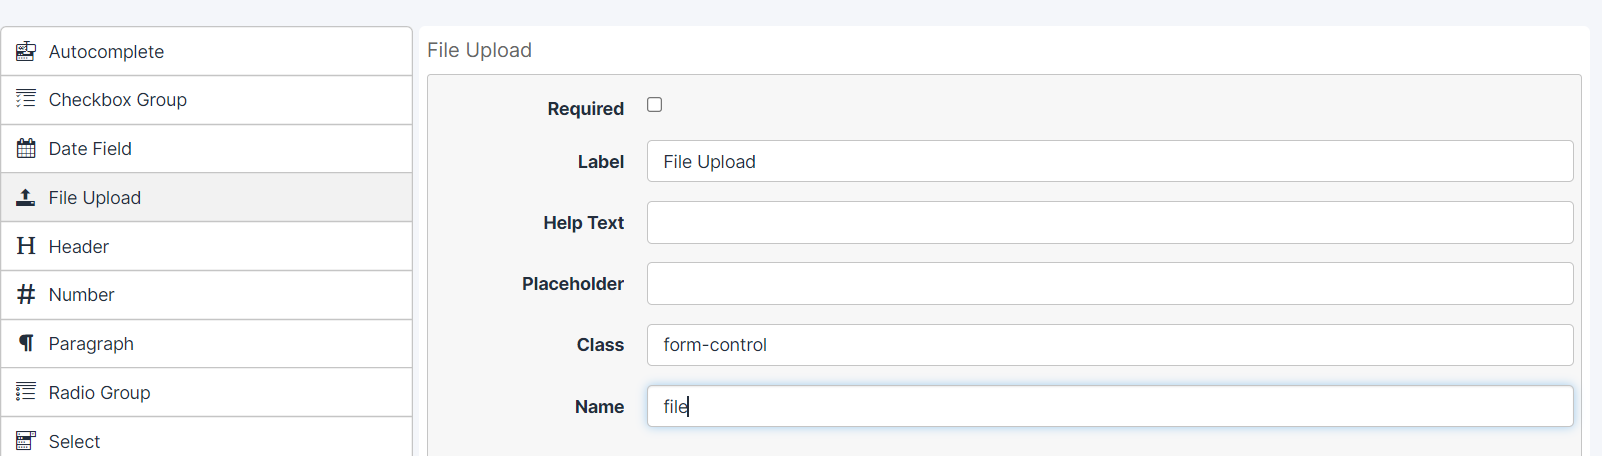 Autocomplete
Checkbox Group
Date Field
File Upload
Header
Number
Paragraph
Radio Group
Select
File Upload
Required
Label
File Upload
Help Text
Placeholder
Class
form-control
Name
file